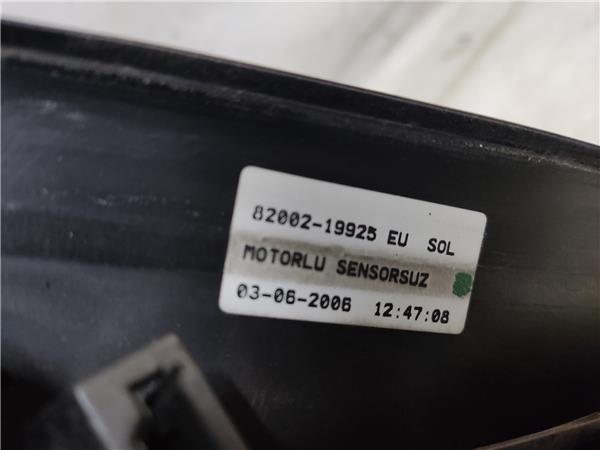 82002-19925 EU SOL
MOTORLU SENSORSUZ
03-06-2006 12:47:08